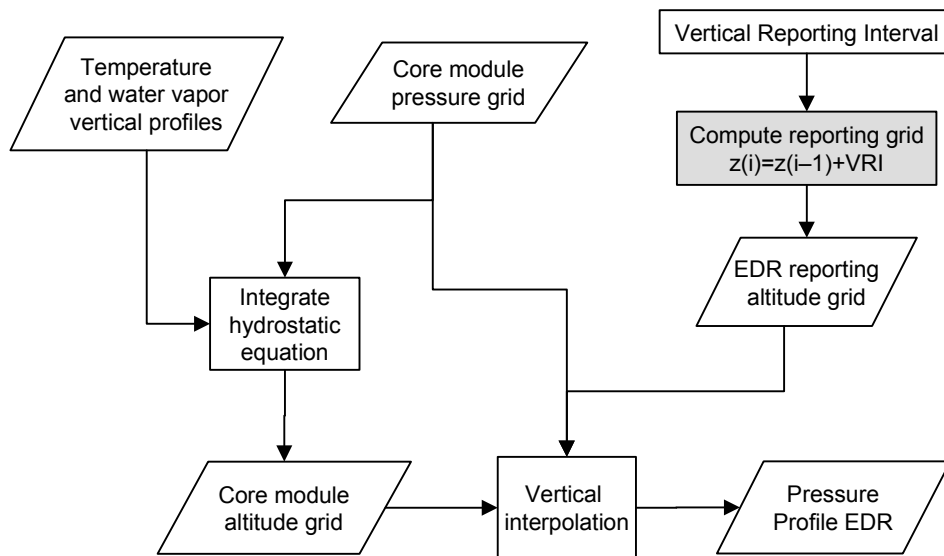 Temperature
and water vapor
vertical profiles
Core module
pressure grid
Vertical Reporting Interval
Compute reporting grid
z(i)=z(i–1)+VRI
EDR reporting
altitude grid
Integrate
hydrostatic
equation
Core module
altitude grid
Vertical
interpolation
Pressure
Profile EDR